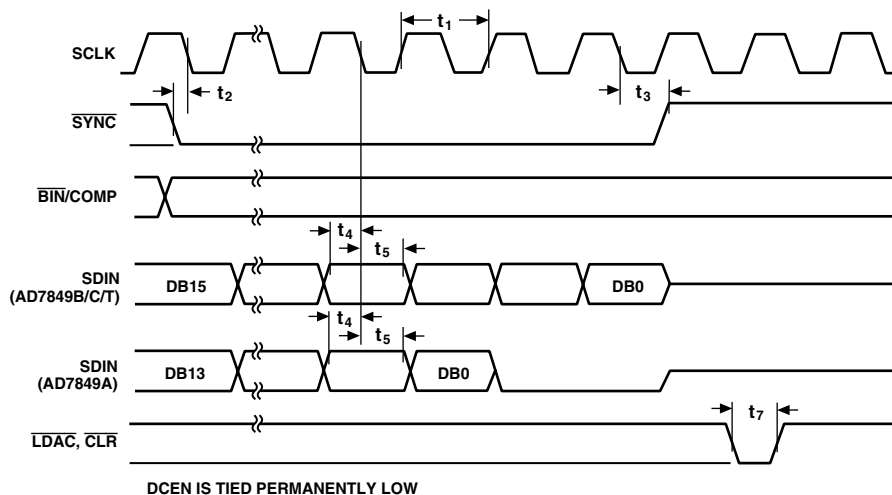 t1
SCLK
t2
t3
SYNC
BIN/COMP
t4
t5
SDIN
(AD7849B/C/T)
DB15
DB0
t4
t5
SDIN
(AD7849A)
DB13
DB0
t7
LDAC, CLR
DCEN IS TIED PERMANENTLY LOW